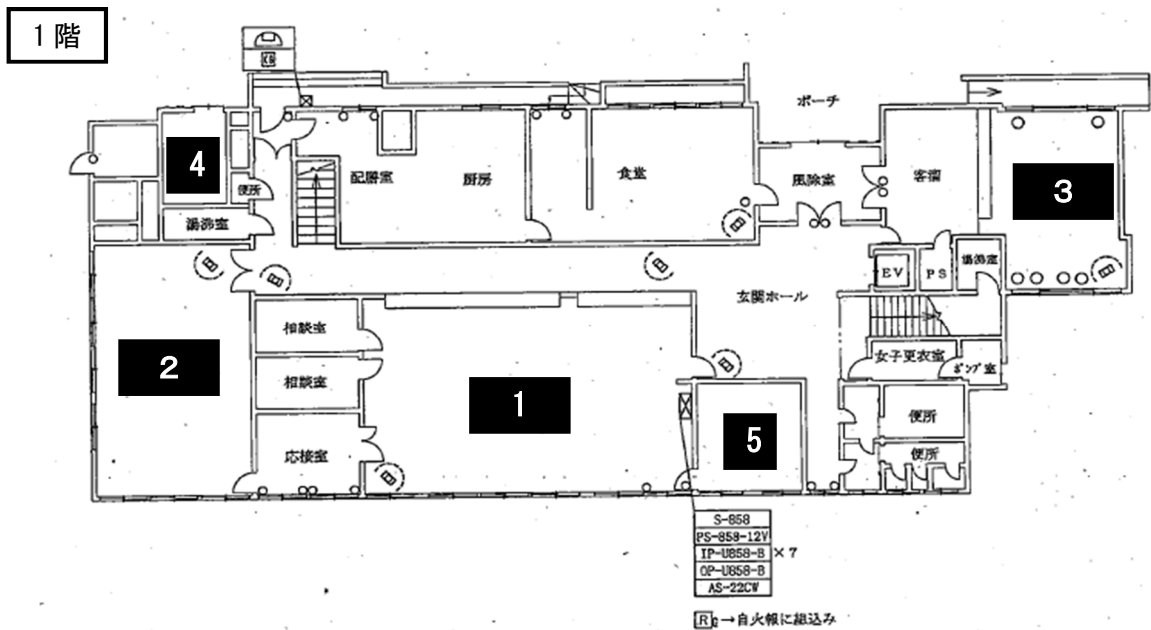 1階
KB
ポーチ
4
便所
湯沸室
配膳室
厨房
食堂
風除室
客溜
3
EV
PS
湯沸室
玄関ホール
相談室
相談室
応接室
2
1
5
女子更衣室
ポンプ室
便所
便所
S-858
PS-858-12V
IP-U858-B
×7
OP-U858-B
AS-22CW
R→自火報に組込み